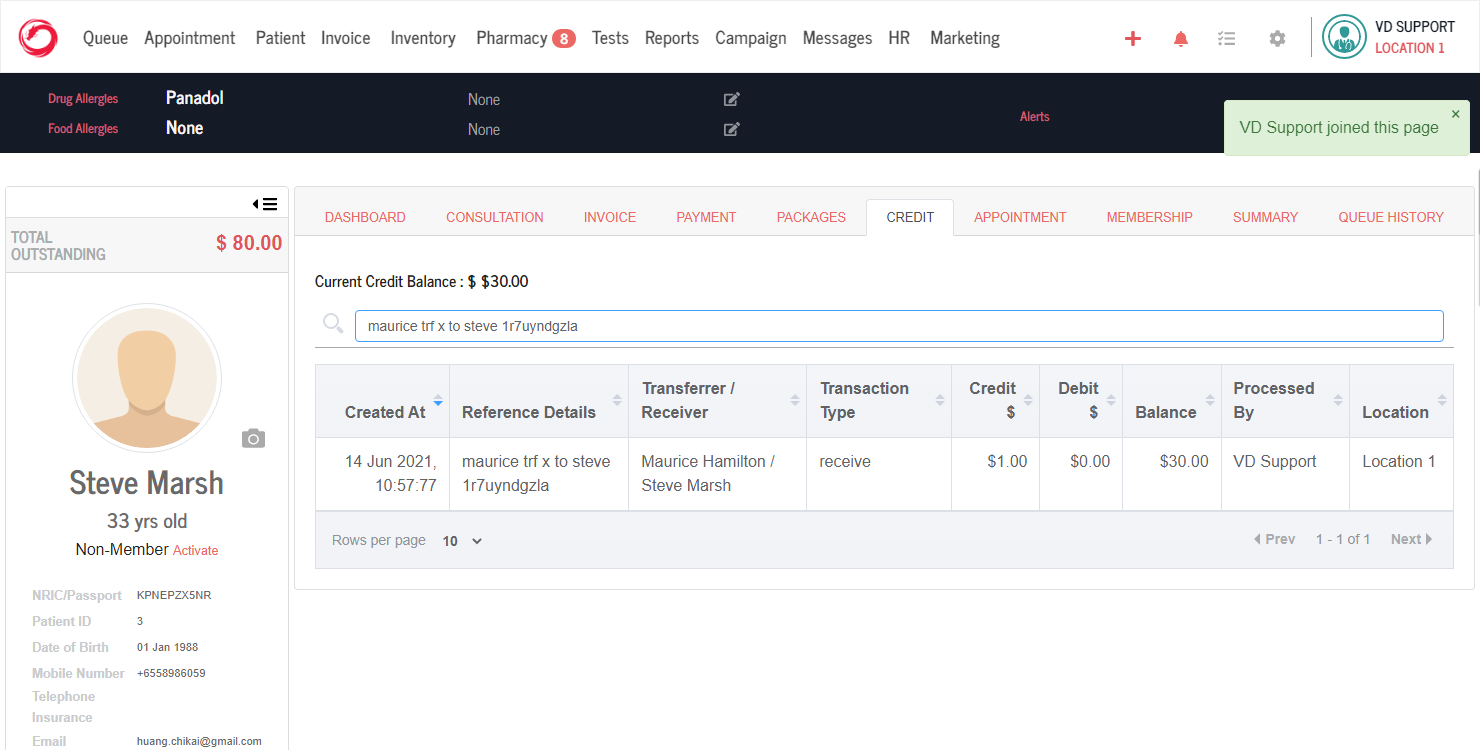 Queue Appointment Patient Invoice Inventory Pharmacy 8 Tests Reports Campaign Messages HR Marketing
VD SUPPORT
LOCATION 1
Drug Allergies Panadol None
Food Allergies None None
Alerts
VD Support joined this page ×
TOTAL
OUTSTANDING
$ 80.00
Steve Marsh
33 yrs old
Non-Member Activate
NRIC/Passport KPNEPZX5NR
Patient ID 3
Date of Birth 01 Jan 1988
Mobile Number +6558986059
Telephone
Insurance
Email huang.chikai@gmail.com
DASHBOARD CONSULTATION INVOICE PAYMENT PACKAGES CREDIT APPOINTMENT MEMBERSHIP SUMMARY QUEUE HISTORY
Current Credit Balance : $ $30.00
maurice trf x to steve 1r7uyndgzla
Created At
Reference Details
Transferrer /
Receiver
Transaction
Type
Credit
$
Debit
$
Balance
Processed
By
Location
14 Jun 2021,
10:57:77
maurice trf x to steve
1r7uyndgzla
Maurice Hamilton /
Steve Marsh
receive
$1.00
$0.00
$30.00
VD Support
Location 1
Rows per page 10
Prev 1 - 1 of 1 Next